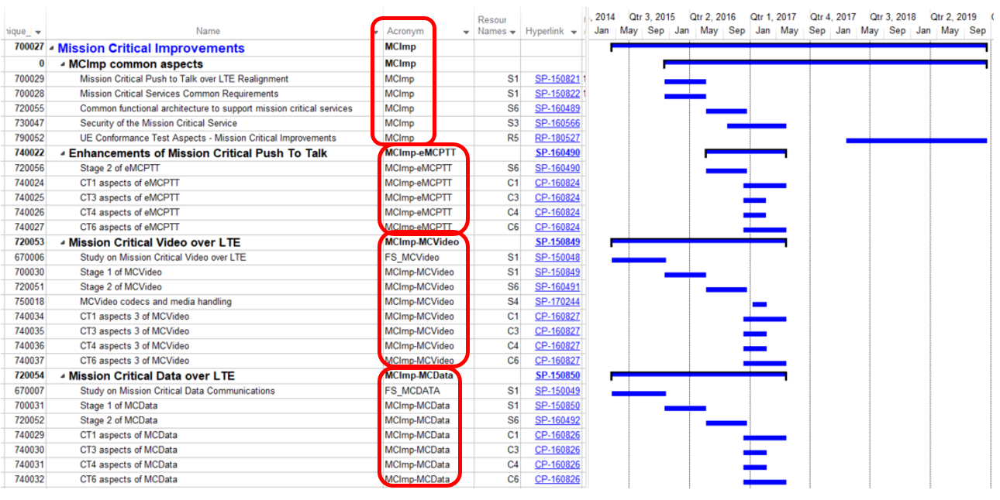 Resour , 2014 Qtr 3, 2015 Qtr 2, 2016 Qtr 1, 2017 Qtr 4, 2017 Qtr 3, 2018 Qtr 2, 2019
nique_ Name Acronym Names Hyperlink Jan May Sep Jan May Sep Jan May Sep Jan May Sep Jan May Sep
700027 Mission Critical Improvements MCImp
0 MCImp common aspects MCImp
700029 Mission Critical Push to Talk over LTE Realignment MCImp S1 SP-150821
700028 Mission Critical Services Common Requirements MCImp S1 SP-150822
720055 Common functional architecture to support mission critical services MCImp S6 SP-160489
730047 Security of the Mission Critical Service MCImp S3 SP-160566
790052 UE Conformance Test Aspects - Mission Critical Improvements MCImp R5 RP-180527
740022 Enhancements of Mission Critical Push To Talk MCImp-eMCPTT SP-160490
720056 Stage 2 of eMCPTT MCImp-eMCPTT S6 SP-160490
740024 CT1 aspects of eMCPTT MCImp-eMCPTT C1 CP-160824
740025 CT3 aspects of eMCPTT MCImp-eMCPTT C3 CP-160824
740026 CT4 aspects of eMCPTT MCImp-eMCPTT C4 CP-160824
740027 CT6 aspects of eMCPTT MCImp-eMCPTT C6 CP-160824
720053 Mission Critical Video over LTE MCImp-MCVideo SP-150849
670006 Study on Mission Critical Video over LTE FS_MCVideo S1 SP-150048
700030 Stage 1 of MCVideo MCImp-MCVideo S1 SP-150849
720051 Stage 2 of MCVideo MCImp-MCVideo S6 SP-160491
750018 MCVideo codecs and media handling MCImp-MCVideo S4 SP-170244
740034 CT1 aspects 3 of MCVideo MCImp-MCVideo C1 CP-160827
740035 CT3 aspects 3 of MCVideo MCImp-MCVideo C3 CP-160827
740036 CT4 aspects 3 of MCVideo MCImp-MCVideo C4 CP-160827
740037 CT6 aspects 3 of MCVideo MCImp-MCVideo C6 CP-160827
720054 Mission Critical Data over LTE MCImp-MCData SP-150850
670007 Study on Mission Critical Data Communications FS_MCDATA S1 SP-150049
700031 Stage 1 of MCData MCImp-MCData S1 SP-150850
720052 Stage 2 of MCData MCImp-MCData S6 SP-160492
740029 CT1 aspects of MCData MCImp-MCData C1 CP-160826
740030 CT3 aspects of MCData MCImp-MCData C3 CP-160826
740031 CT4 aspects of MCData MCImp-MCData C4 CP-160826
740032 CT6 aspects of MCData MCImp-MCData C6 CP-160826